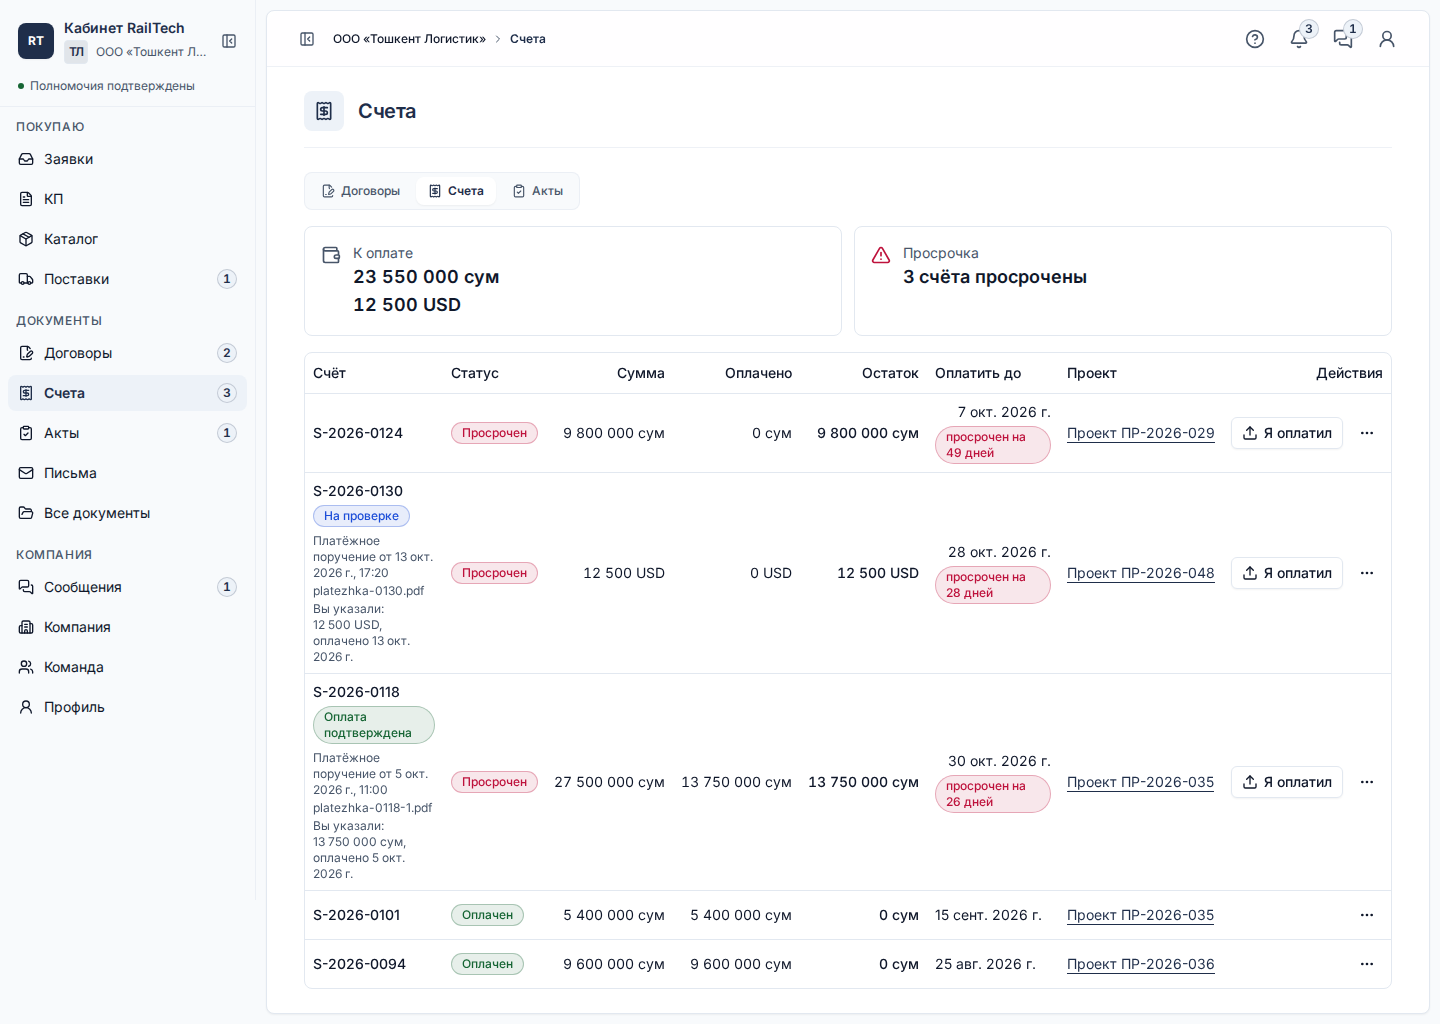 RT
Кабинет RailTech
ТЛ ООО «Тошкент Л...
Полномочия подтверждены
ПОКУПАЮ
Заявки
КП
Каталог
Поставки 1
ДОКУМЕНТЫ
Договоры 2
Счета 3
Акты 1
Письма
Все документы
КОМПАНИЯ
Сообщения 1
Компания
Команда
Профиль
ООО «Тошкент Логистик» > Счета
3 1
Счета
Договоры Счета Акты
К оплате
23 550 000 сум
12 500 USD
Просрочка
3 счёта просрочены
Счёт Статус Сумма Оплачено Остаток Оплатить до Проект Действия
S-2026-0124 Просрочен 9 800 000 сум 0 сум 9 800 000 сум 7 окт. 2026 г. Проект ПР-2026-029 Я оплатил ...
просрочен на
49 дней
S-2026-0130
На проверке
Платёжное
поручение от 13 окт.
2026 г., 17:20
platezhka-0130.pdf
Вы указали:
12 500 USD,
оплачено 13 окт.
2026 г.
Просрочен 12 500 USD 0 USD 12 500 USD 28 окт. 2026 г. Проект ПР-2026-048 Я оплатил ...
просрочен на
28 дней
S-2026-0118
Оплата
подтверждена
Платёжное
поручение от 5 окт.
2026 г., 11:00
platezhka-0118-1.pdf
Вы указали:
13 750 000 сум,
оплачено 5 окт.
2026 г.
Просрочен 27 500 000 сум 13 750 000 сум 13 750 000 сум 30 окт. 2026 г. Проект ПР-2026-035 Я оплатил ...
просрочен на
26 дней
S-2026-0101 Оплачен 5 400 000 сум 5 400 000 сум 0 сум 15 сент. 2026 г. Проект ПР-2026-035 ...
S-2026-0094 Оплачен 9 600 000 сум 9 600 000 сум 0 сум 25 авг. 2026 г. Проект ПР-2026-036 ...